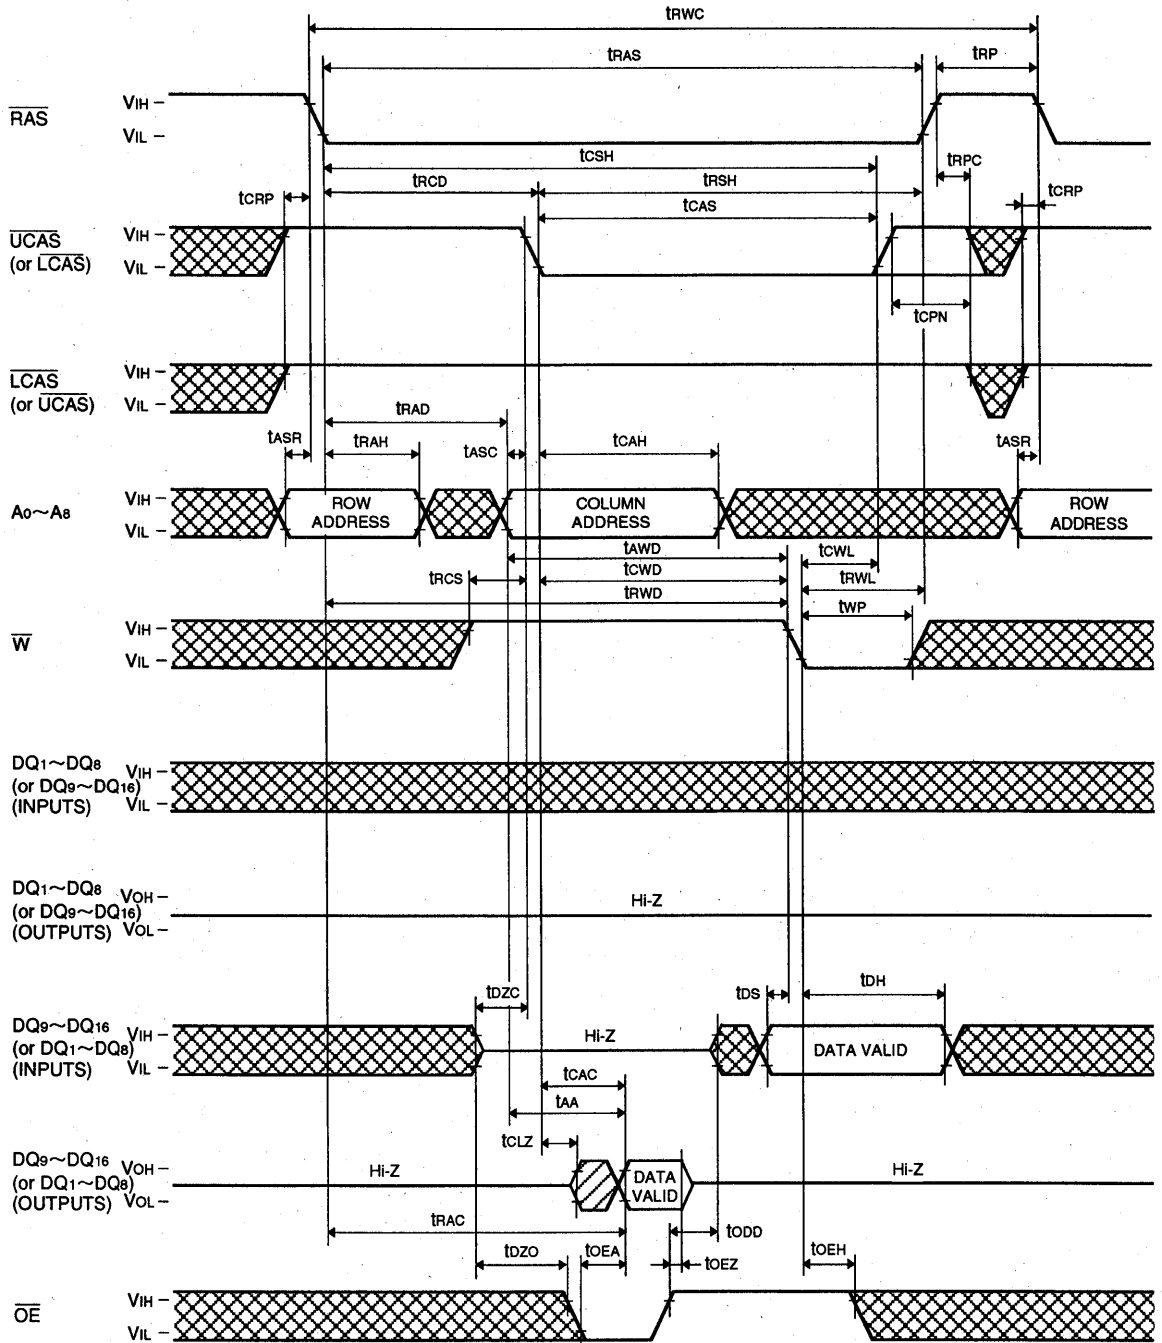 tRWC
tRAS
tRP
RAS
VIH
VIL
tCSH
tRPC
tCRP
tRCD
tRSH
tCRP
tCAS
UCAS
(or LCAS)
VIH
VIL
tCPN
LCAS
(or UCAS)
VIH
VIL
tRAD
tASR
tRAH
tASC
tCAH
tASR
A0~A8
VIH
VIL
ROW
ADDRESS
COLUMN
ADDRESS
ROW
ADDRESS
tAWD
tCWL
tRCS
tCWD
tRWL
tRWD
tWP
W
VIH
VIL
DQ1~DQ8
(or DQ9~DQ16)
(INPUTS)
VIH
VIL
DQ1~DQ8
(or DQ9~DQ16)
(OUTPUTS)
VOH
VOL
Hi-Z
tDZC
tDS
tDH
DQ9~DQ16
(or DQ1~DQ8)
(INPUTS)
VIH
VIL
Hi-Z
DATA VALID
tCAC
tAA
tCLZ
DQ9~DQ16
(or DQ1~DQ8)
(OUTPUTS)
VOH
VOL
Hi-Z
DATA
VALID
Hi-Z
tRAC
tODD
tDZO
tOEA
tOEZ
tOEH
OE
VIH
VIL